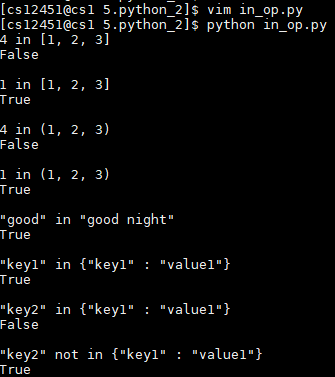 [cs12451@cs1 5.python_2]$ vim in_op.py
[cs12451@cs1 5.python_2]$ python in_op.py
4 in [1, 2, 3]
False
1 in [1, 2, 3]
True
4 in (1, 2, 3)
False
1 in (1, 2, 3)
True
"good" in "good night"
True
"key1" in {"key1" : "value1"}
True
"key2" in {"key1" : "value1"}
False
"key2" not in {"key1" : "value1"}
True